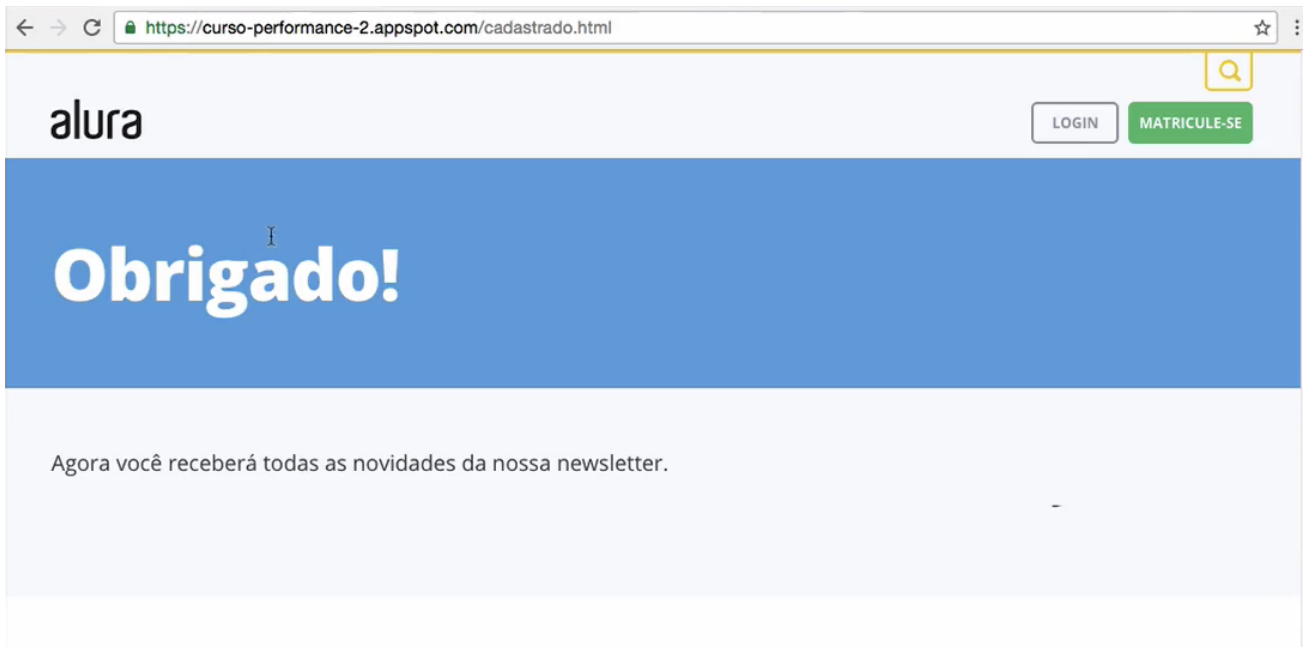 https://curso-performance-2.appspot.com/cadastrado.html
alura
LOGIN
MATRICULE-SE
Obrigado!
Agora você receberá todas as novidades da nossa newsletter.